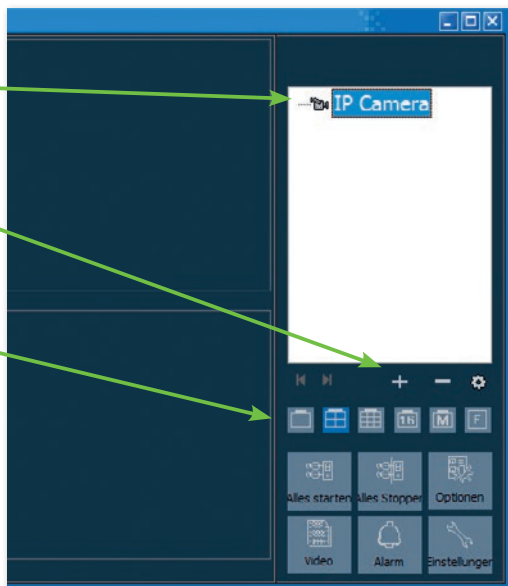 IP Camera
16 M F
Alles starten Alles Stoppen Optionen
Video Alarm Einstellungen